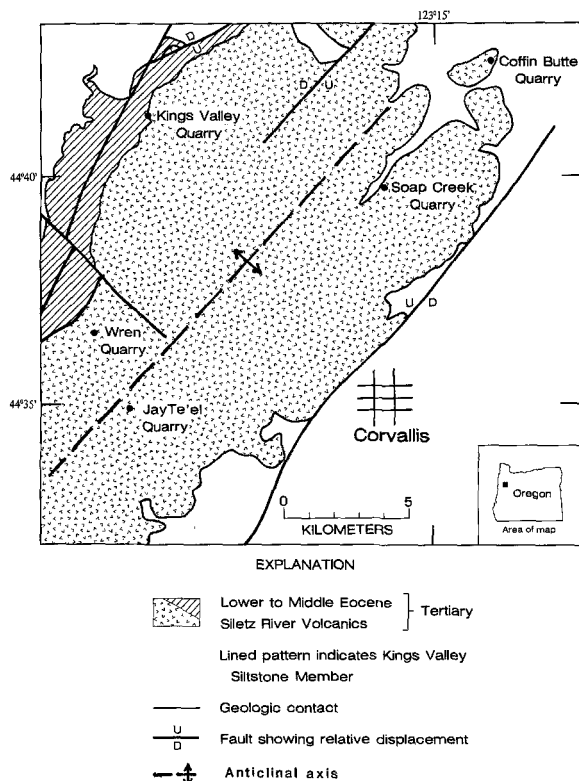 123°15'
Coffin Butte
Quarry
D
U
D
U
Kings Valley
Quarry
44°40'
Soap Creek
Quarry
U
D
Wren
Quarry
44°35'
JayTe'el
Quarry
Corvallis
0
5
KILOMETERS
Oregon
Area of map
EXPLANATION
Lower to Middle Eocene
Siletz River Volcanics
Tertiary
Lined pattern indicates Kings Valley
Siltstone Member
Geologic contact
U
D
Fault showing relative displacement
Anticlinal axis